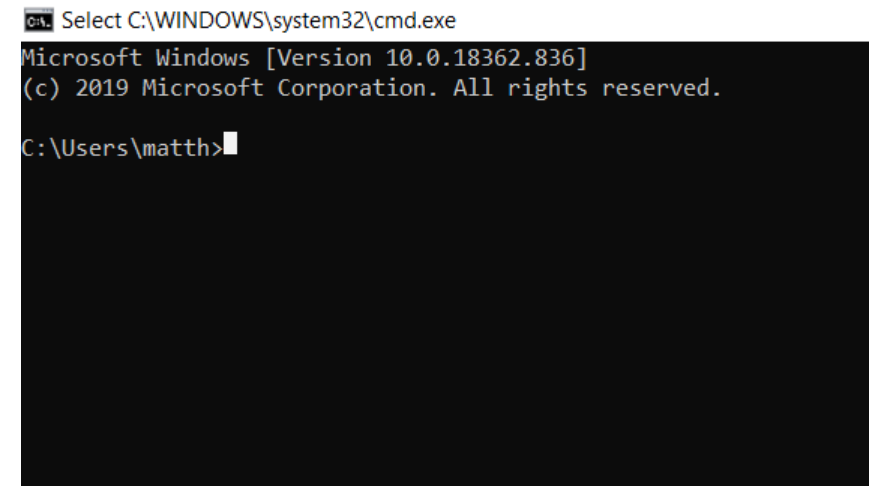 Select C:\WINDOWS\system32\cmd.exe
Microsoft Windows [Version 10.0.18362.836]
(c) 2019 Microsoft Corporation. All rights reserved.
C:\Users\matth>